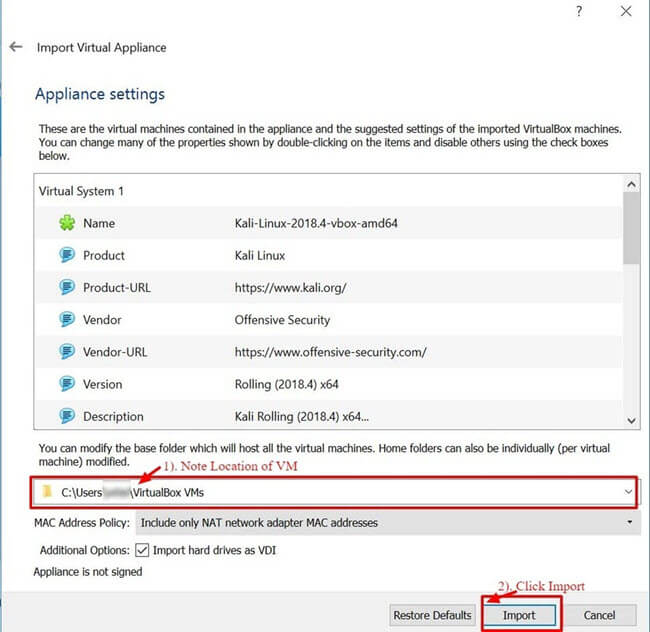 ?
Import Virtual Appliance
Appliance settings
These are the virtual machines contained in the appliance and the suggested settings of the imported VirtualBox machines.
You can change many of the properties shown by double-clicking on the items and disable others using the check boxes
below.
Virtual System 1
Name Kali-Linux-2018.4-vbox-amd64
Product Kali Linux
Product-URL https://www.kali.org/
Vendor Offensive Security
Vendor-URL https://www.offensive-security.com/
Version Rolling (2018.4) x64
Description Kali Rolling (2018.4) x64...
You can modify the base folder which will host all the virtual machines. Home folders can also be individually (per virtual
machine) modified.
1). Note Location of VM
C:\Users \VirtualBox VMs
MAC Address Policy: Include only NAT network adapter MAC addresses
Additional Options: Import hard drives as VDI
Appliance is not signed
2). Click Import
Restore Defaults Import Cancel